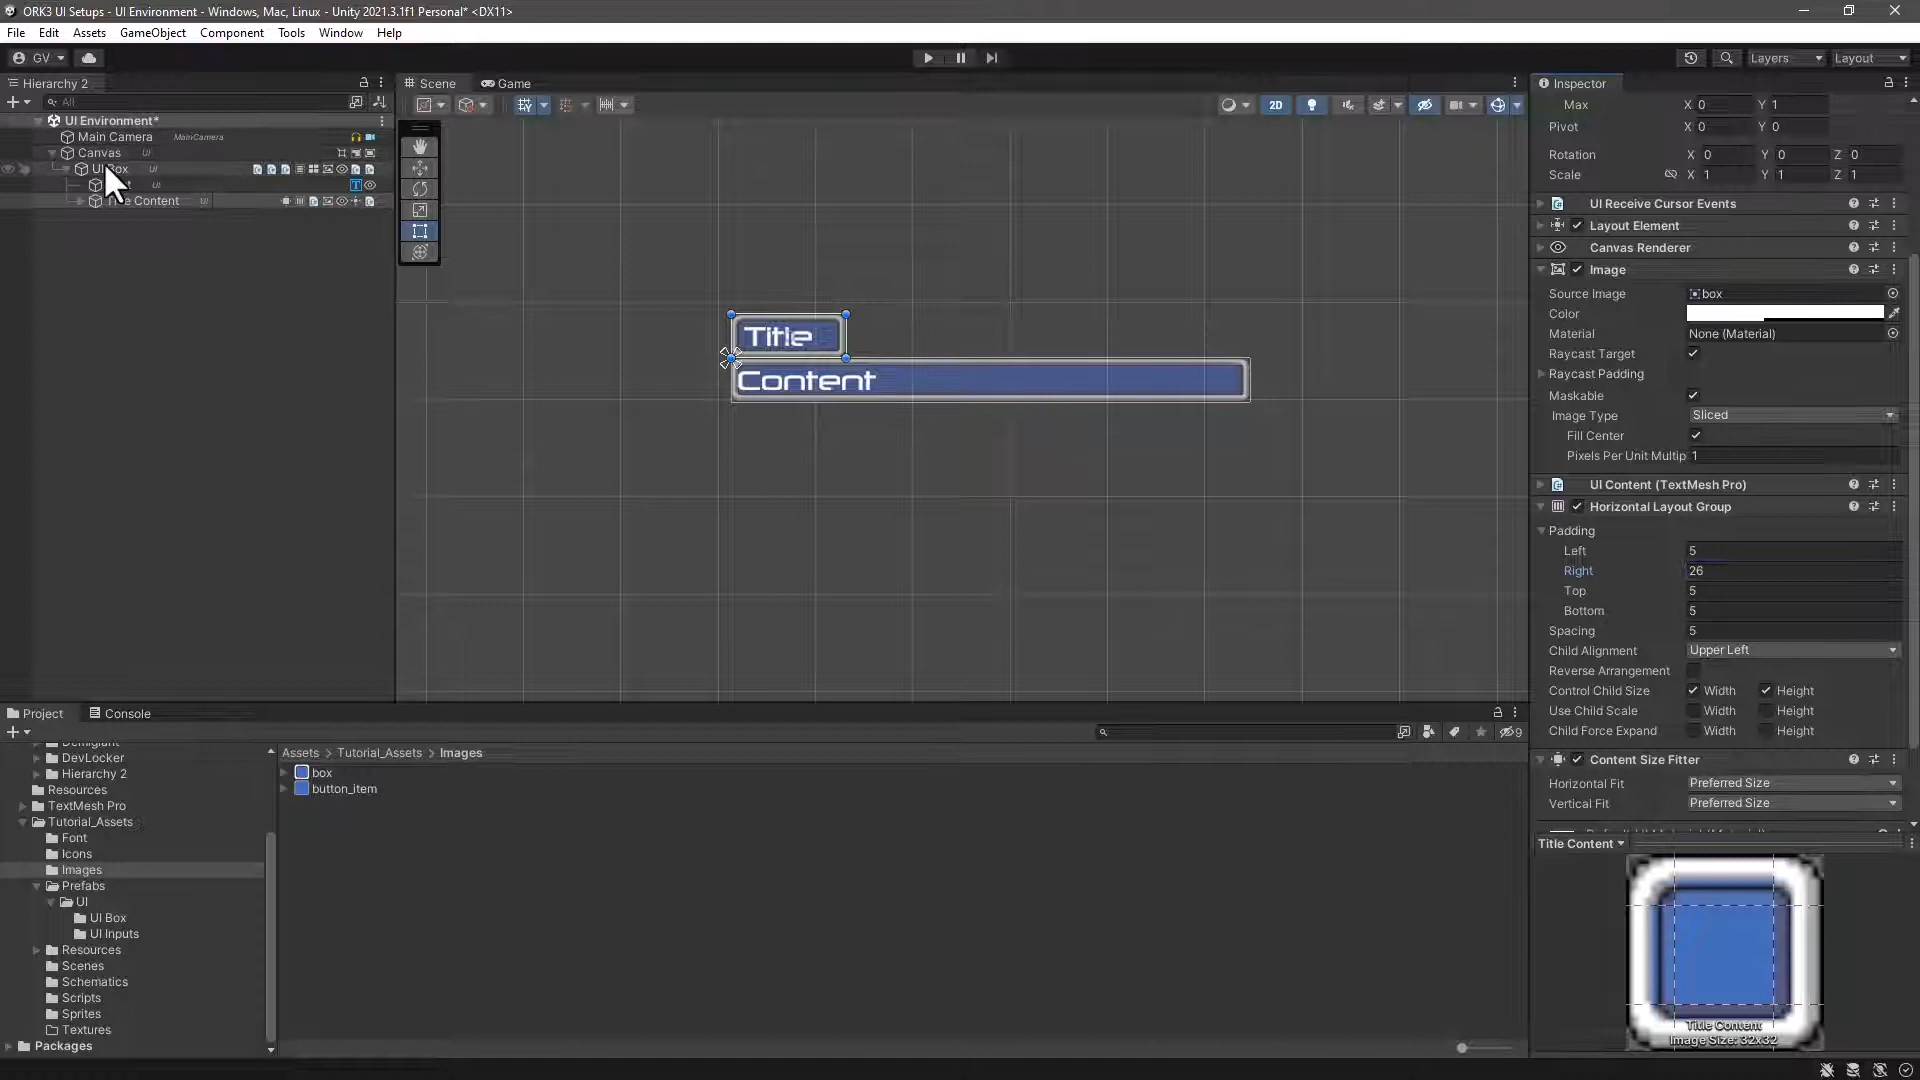 ORK3 UI Setups - UI Environment - Windows, Mac, Linux - Unity 2021.3.1f1 Personal* <DX11>
File Edit Assets GameObject Component Tools Window Help
GV
Layers Layout
Hierarchy 2
All
UI Environment*
Main Camera MainCamera
Canvas UI
UI Box UI
UI
Title Content UI
Scene Game
2D
Title
Content
Inspector
Max X 0 Y 1
Pivot X 0 Y 0
Rotation X 0 Y 0 Z 0
Scale X 1 Y 1 Z 1
UI Receive Cursor Events
Layout Element
Canvas Renderer
Image
Source Image box
Color
Material None (Material)
Raycast Target
Raycast Padding
Maskable
Image Type Sliced
Fill Center
Pixels Per Unit Multip 1
UI Content (TextMesh Pro)
Horizontal Layout Group
Padding
Left 5
Right 26
Top 5
Bottom 5
Spacing 5
Child Alignment Upper Left
Reverse Arrangement
Control Child Size Width Height
Use Child Scale Width Height
Child Force Expand Width Height
Content Size Fitter
Horizontal Fit Preferred Size
Vertical Fit Preferred Size
Title Content
Title Content
Image Size: 32x32
Project Console
9
Demigiant
DevLocker
Hierarchy 2
Resources
TextMesh Pro
Tutorial_Assets
Font
Icons
Images
Prefabs
UI
UI Box
UI Inputs
Resources
Scenes
Schematics
Scripts
Sprites
Textures
Packages
Assets > Tutorial_Assets > Images
box
button_item